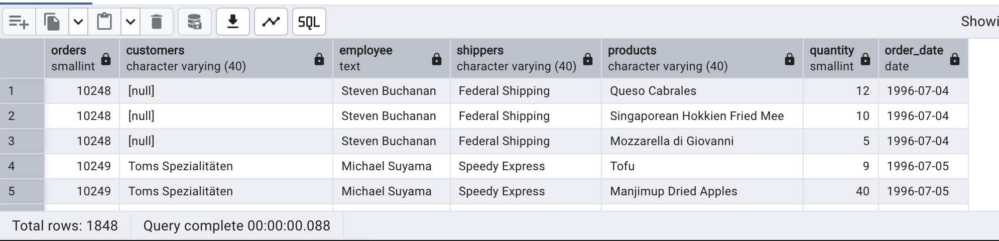 SQL
Showi
orders customers employee shippers products quantity order_date
smallint character varying (40) text character varying (40) character varying (40) smallint date
1 10248 [null] Steven Buchanan Federal Shipping Queso Cabrales 12 1996-07-04
2 10248 [null] Steven Buchanan Federal Shipping Singaporean Hokkien Fried Mee 10 1996-07-04
3 10248 [null] Steven Buchanan Federal Shipping Mozzarella di Giovanni 5 1996-07-04
4 10249 Toms Spezialitäten Michael Suyama Speedy Express Tofu 9 1996-07-05
5 10249 Toms Spezialitäten Michael Suyama Speedy Express Manjimup Dried Apples 40 1996-07-05
Total rows: 1848 Query complete 00:00:00.088